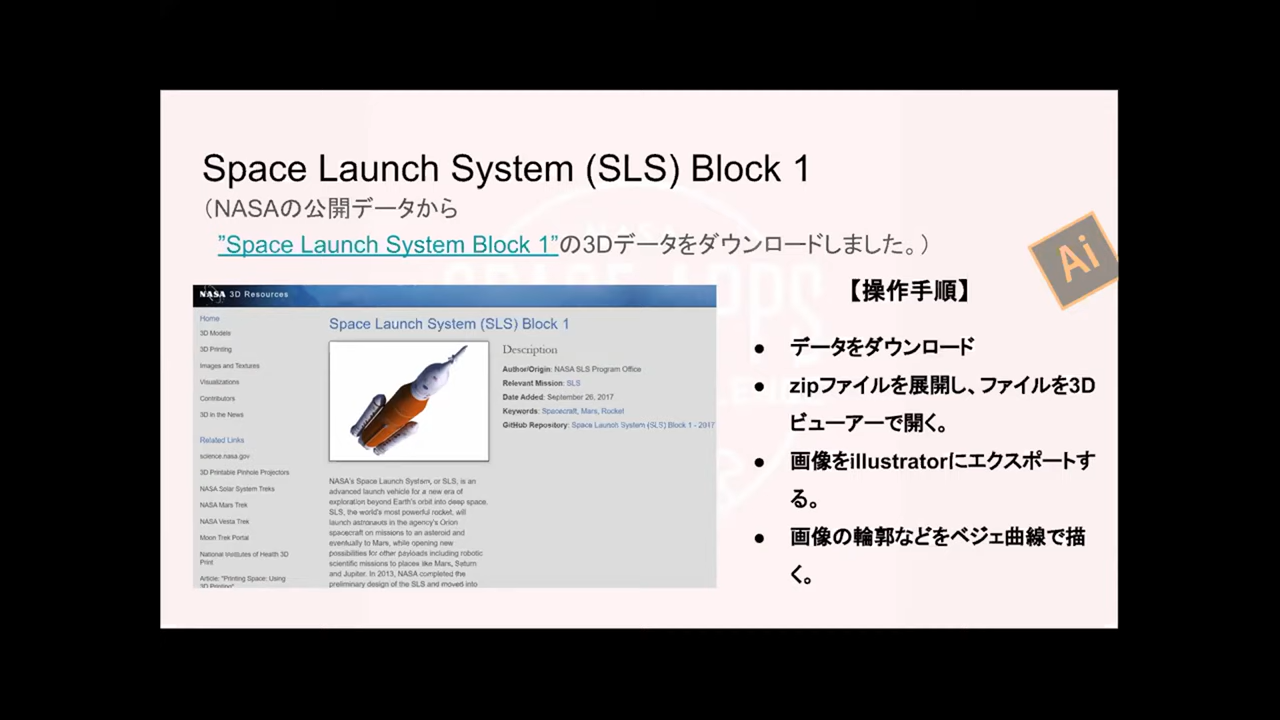 Space Launch System (SLS) Block 1
（NASAの公開データから
”Space Launch System Block 1”の3Dデータをダウンロードしました。）
Ai
NASA 3D Resources
Home
3D Models
3D Printing
Images and Textures
Visualizations
Contributors
3D in the News
Related Links
science.nasa.gov
3D Printable Pinhole Projectors
NASA Solar System Treks
NASA Mars Trek
NASA Vesta Trek
Moon Trek Portal
National Institutes of Health 3D
Print
Article: "Printing Space: Using
3D Printing"
Space Launch System (SLS) Block 1
Description
Author/Origin: NASA SLS Program Office
Relevant Mission: SLS
Date Added: September 26, 2017
Keywords: Spacecraft, Mars, Rocket
GitHub Repository: Space Launch System (SLS) Block 1 - 2017
NASA's Space Launch System, or SLS, is an
advanced launch vehicle for a new era of
exploration beyond Earth's orbit into deep space.
SLS, the world's most powerful rocket, will
launch astronauts in the agency's Orion
spacecraft on missions to an asteroid and
eventually to Mars, while opening new
possibilities for other payloads including robotic
scientific missions to places like Mars, Saturn
and Jupiter. In 2013, NASA completed the
preliminary design of the SLS and moved into
【操作手順】
● データをダウンロード
● zipファイルを展開し、ファイルを3D
ビューアーで開く。
● 画像をillustratorにエクスポートす
る。
● 画像の輪郭などをベジェ曲線で描
く。